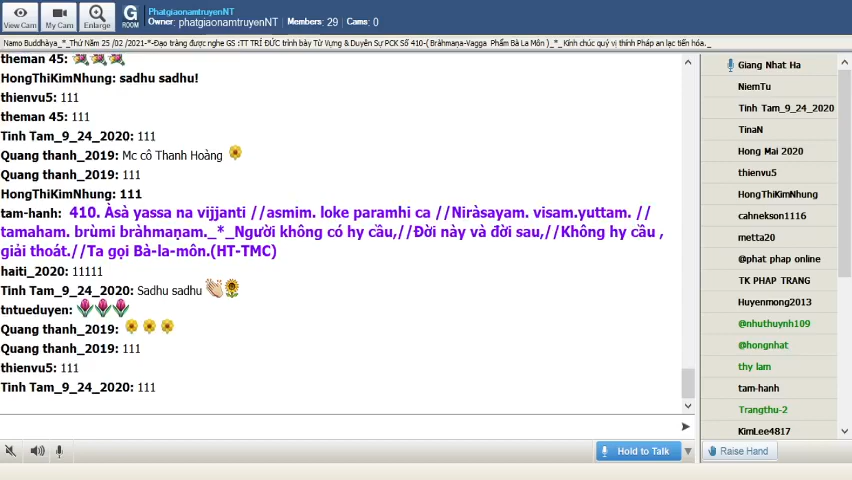 PhatgiaonamtruyenNT
Owner: phatgiaonamtruyenNT Members: 29 Cams: 0
View Cam
My Cam
Enlarge
G
ROOM
Namo Buddhàya_*_Thứ Năm 25 /02 /2021-*-Đạo tràng được nghe GS :TT TRÍ ĐỨC trình bày Từ Vựng & Duyên Sự PCK Số 410-( Bràhmaṇa-Vagga Phẩm Bà La Môn )_*_ Kính chúc quý vị thính Pháp an lạc tiến hóa._
theman 45:
HongThiKimNhung: sadhu sadhu!
thienvu5: 111
theman 45: 111
Tinh Tam_9_24_2020: 111
Quang thanh_2019: Mc cô Thanh Hoàng
Quang thanh_2019: 111
HongThiKimNhung: 111
tam-hanh: 410. Àsà yassa na vijjanti //asmim. loke paramhi ca //Niràsayam. visam.yuttam. //
tamaham. brùmi bràhmaṇam._*_Người không có hy cầu,//Đời này và đời sau,//Không hy cầu ,
giải thoát.//Ta gọi Bà-la-môn.(HT-TMC)
haiti_2020: 11111
Tinh Tam_9_24_2020: Sadhu sadhu
tntueduyen:
Quang thanh_2019:
Quang thanh_2019: 111
thienvu5: 111
Tinh Tam_9_24_2020: 111
Hold to Talk
Giang Nhat Ha
NiemTu
Tinh Tam_9_24_2020
TinaN
Hong Mai 2020
thienvu5
HongThiKimNhung
cahnekson1116
metta20
@phat phap online
TK PHAP TRANG
Huyenmong2013
@nhuthuynh109
@hongnhat
thy lam
tam-hanh
Trangthu-2
KimLee4817
Raise Hand